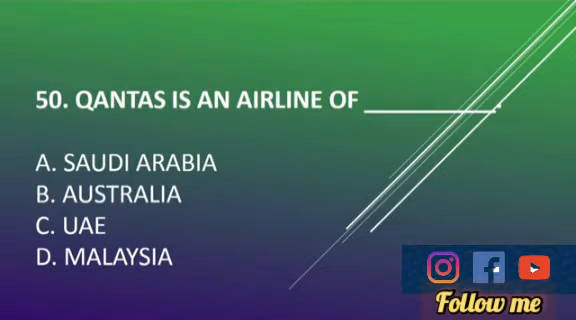 50. QANTAS IS AN AIRLINE OF __________.
A. SAUDI ARABIA
B. AUSTRALIA
C. UAE
D. MALAYSIA
Follow me